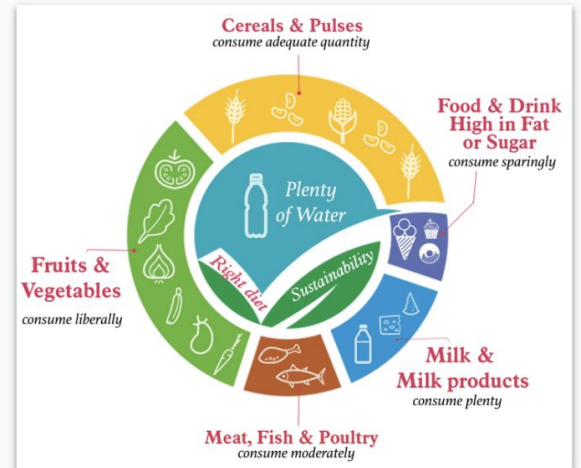 Cereals & Pulses
consume adequate quantity
Food & Drink
High in Fat
or Sugar
consume sparingly
Plenty
of Water
Right diet
Sustainability
Fruits &
Vegetables
consume liberally
Milk &
Milk products
consume plenty
Meat, Fish & Poultry
consume moderately